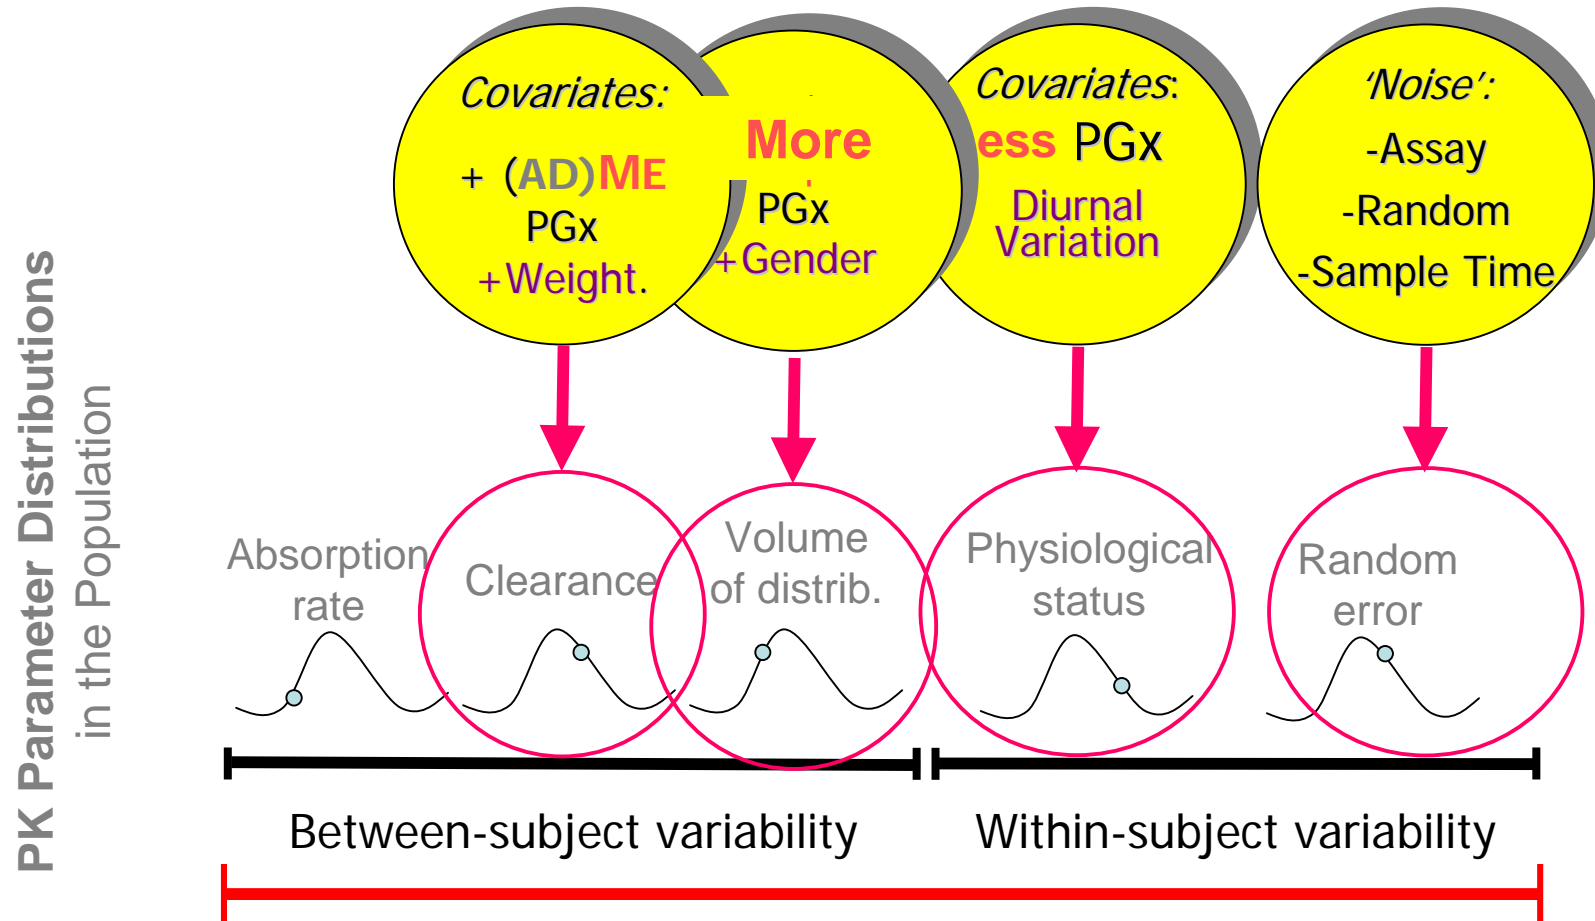 PK Parameter Distributions
in the Population
Covariates:
+ (AD)ME
PGx
+Weight.
More
PGx
+Gender
Covariates:
ess PGx
Diurnal
Variation
'Noise':
-Assay
-Random
-Sample Time
Absorption
rate
Clearance
Volume
of distrib.
Physiological
status
Random
error
Between-subject variability
Within-subject variability